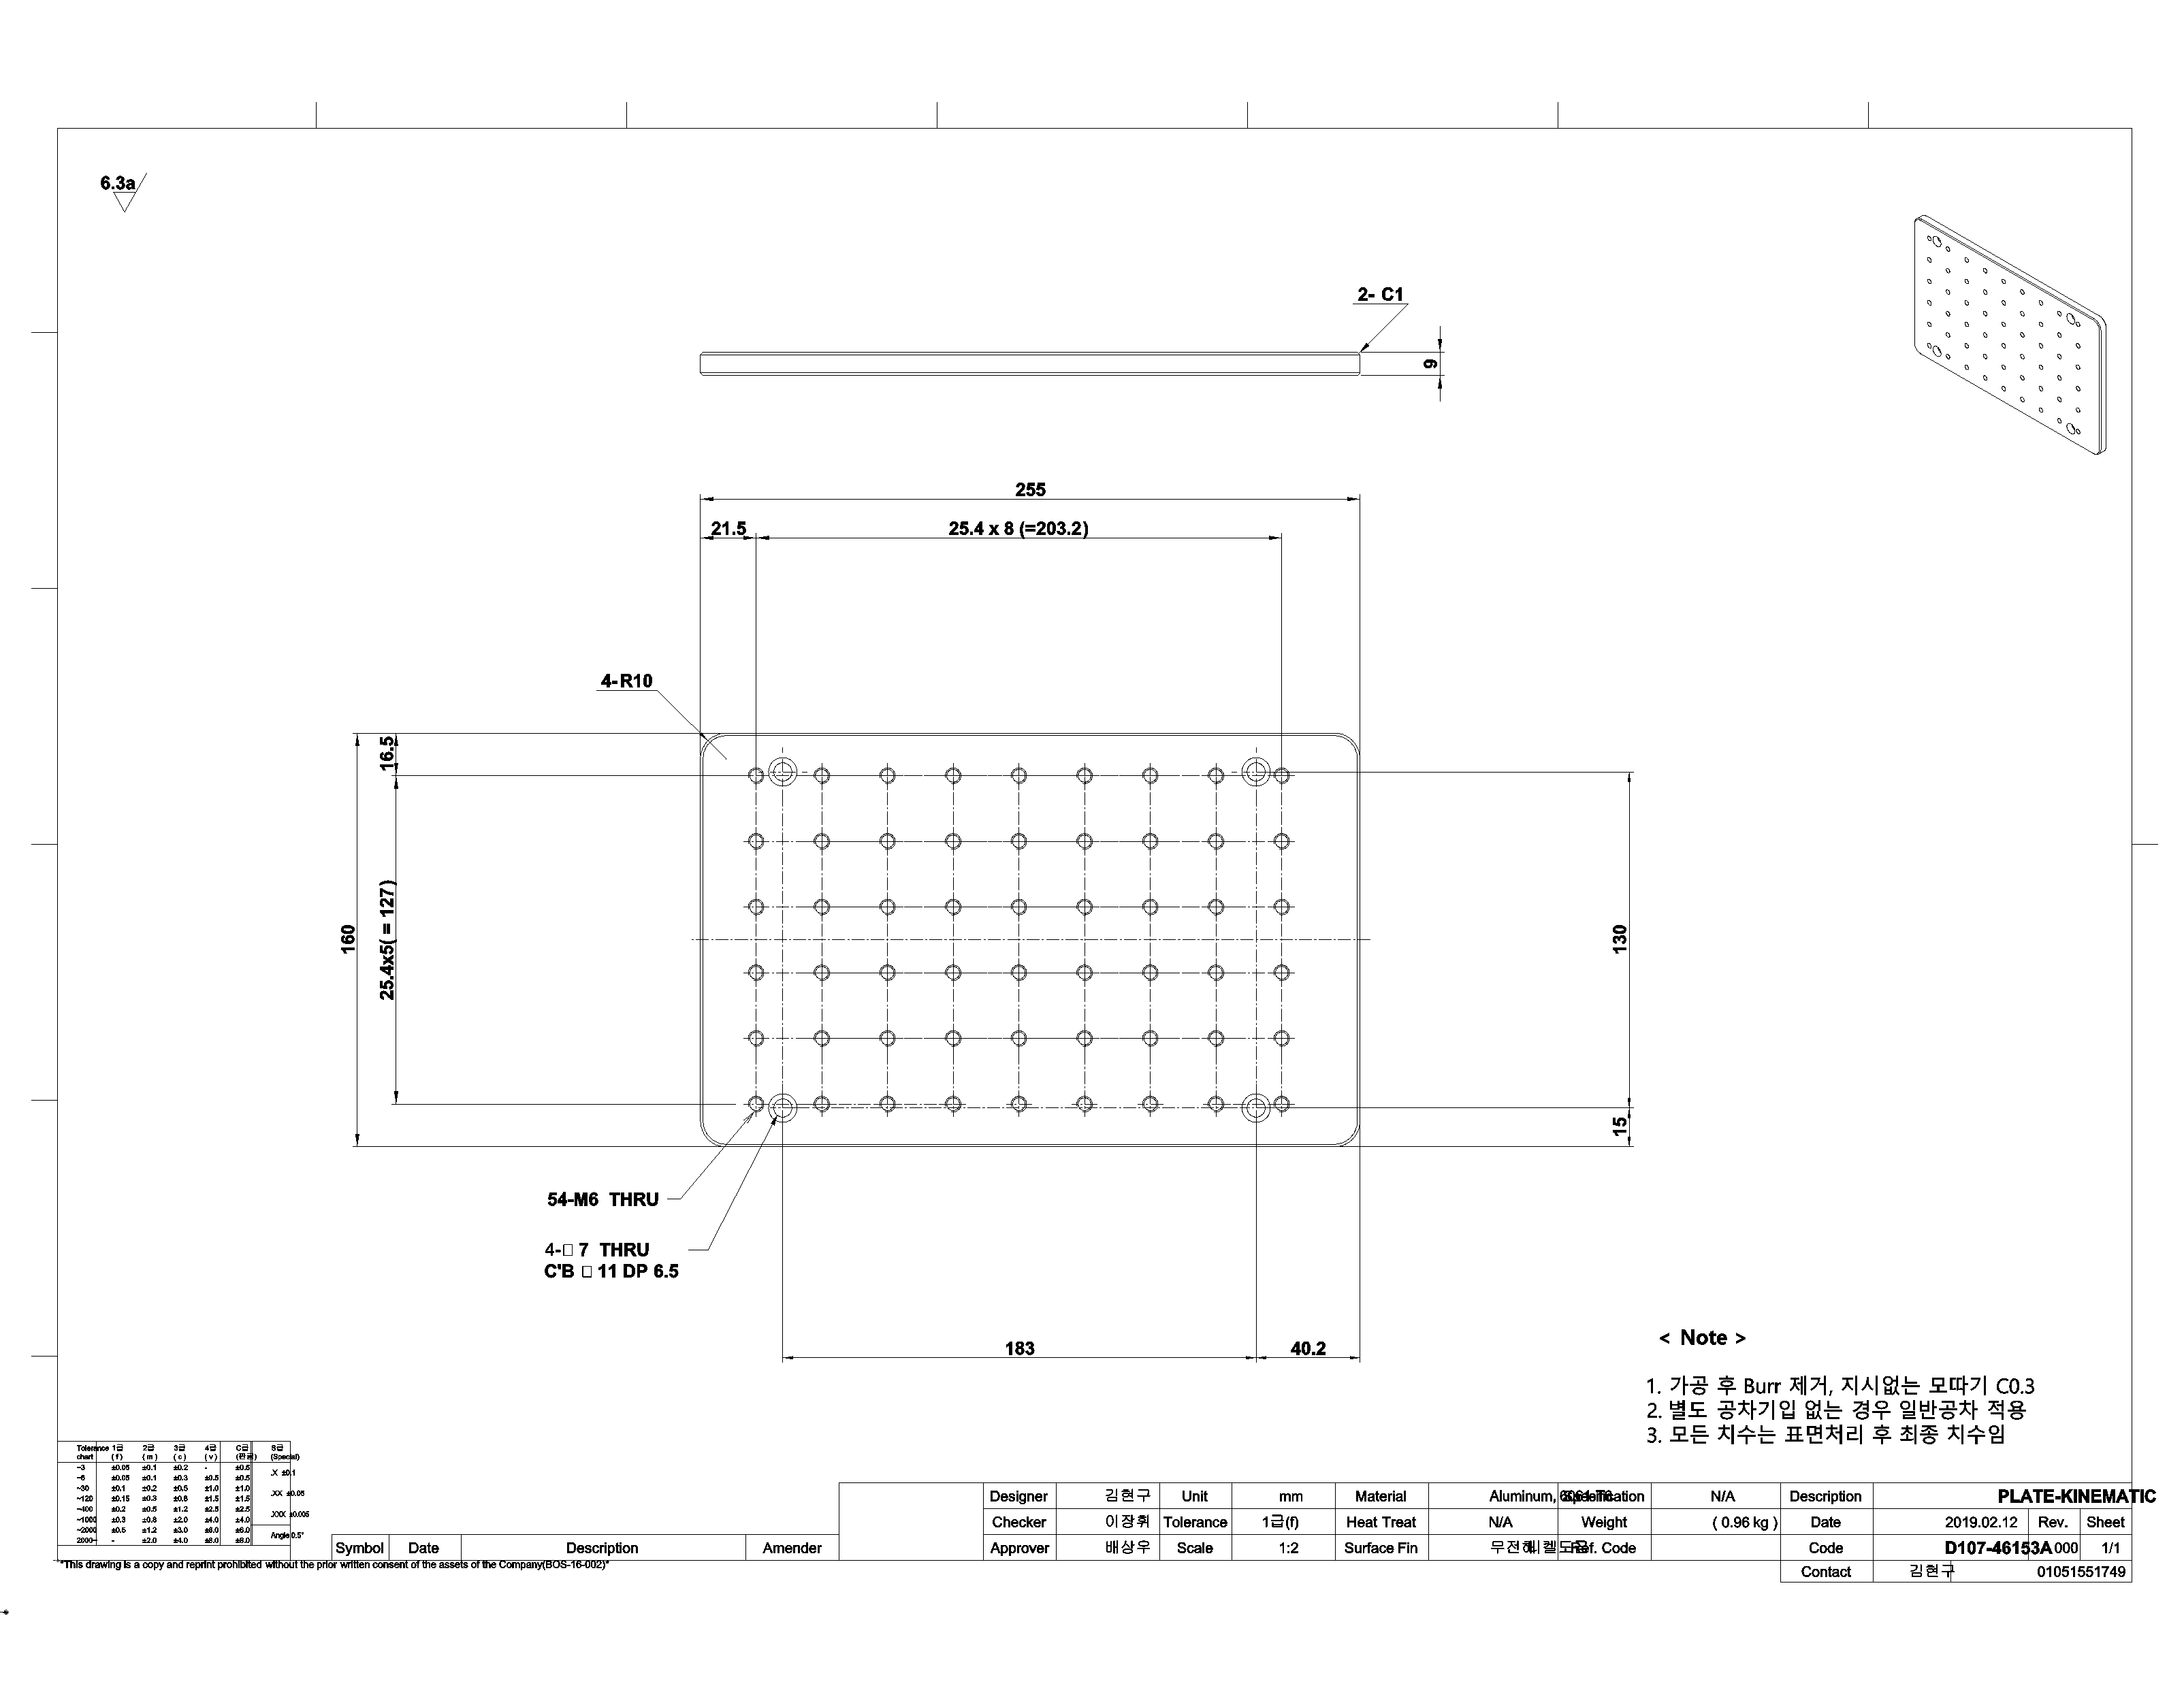 6.3a
2- C1
9
255
21.5
25.4 x 8 (=203.2)
4-R10
16.5
25.4x5( = 127)
160
130
15
54-M6 THRU
4-□ 7 THRU
C'B □ 11 DP 6.5
183
40.2
< Note >
1. 가공 후 Burr 제거, 지시없는 모따기 C0.3
2. 별도 공차기입 없는 경우 일반공차 적용
3. 모든 치수는 표면처리 후 최종 치수임
Tolerance chart 1급 (f) 2급 (m) 3급 (c) 4급 (v) C급 (판금) S급 (Special)
~3 ±0.05 ±0.1 ±0.2 - ±0.5
.X ±0.1
~6 ±0.05 ±0.1 ±0.3 ±0.5 ±0.5
~30 ±0.1 ±0.2 ±0.5 ±1.0 ±1.0
.XX ±0.05
~120 ±0.15 ±0.3 ±0.8 ±1.5 ±1.5
~400 ±0.2 ±0.5 ±1.2 ±2.5 ±2.5
.XXX ±0.005
~1000 ±0.3 ±0.8 ±2.0 ±4.0 ±4.0
~2000 ±0.5 ±1.2 ±3.0 ±6.0 ±6.0
Angle 0.5°
2000~ - ±2.0 ±4.0 ±8.0 ±8.0
Symbol Date Description Amender
"This drawing is a copy and reprint prohibited without the prior written consent of the assets of the Company(BOS-16-002)"
Designer 김현구 Unit mm Material Aluminum, 6061-T6 Specification N/A Description PLATE-KINEMATIC
Checker 이장휘 Tolerance 1급(f) Heat Treat N/A Weight ( 0.96 kg ) Date 2019.02.12 Rev. Sheet
Approver 배상우 Scale 1:2 Surface Fin 무전해니켈도금 Ref. Code Code D107-46153A 000 1/1
Contact 김현구 01051551749